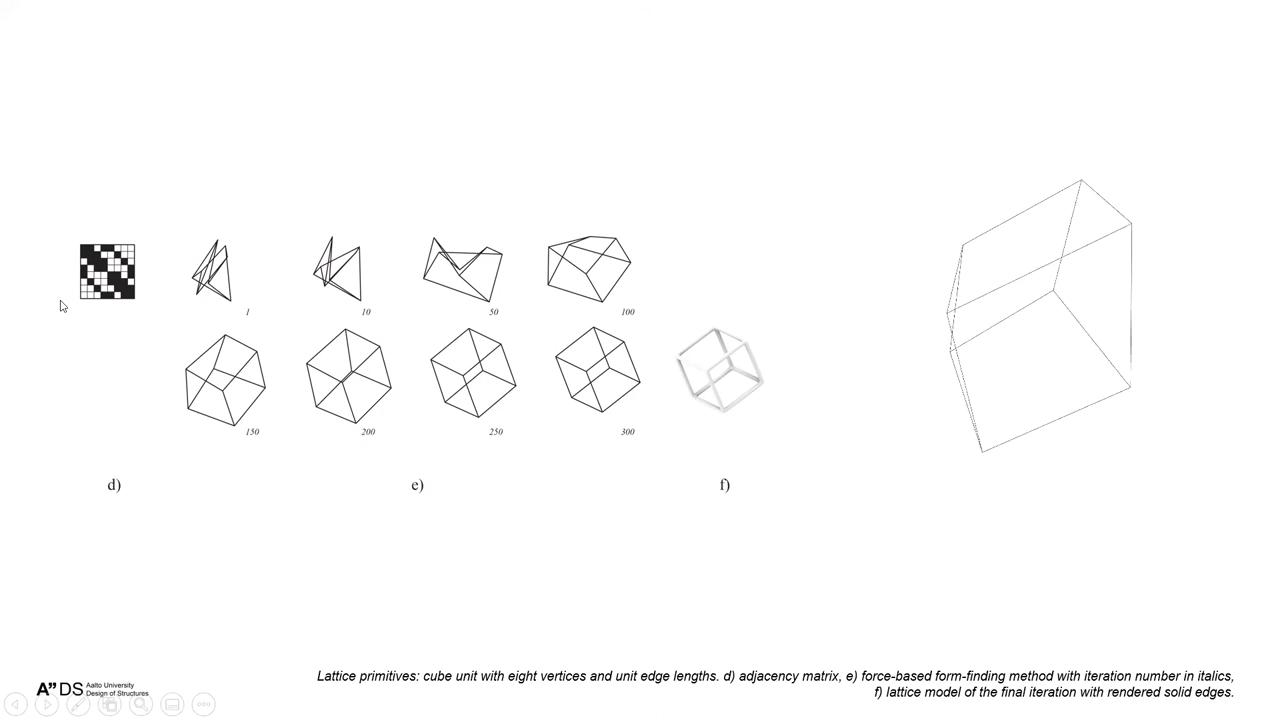 1
10
50
100
150
200
250
300
d)
e)
f)
A" DS Aalto University
Design of Structures
Lattice primitives: cube unit with eight vertices and unit edge lengths. d) adjacency matrix, e) force-based form-finding method with iteration number in italics,
f) lattice model of the final iteration with rendered solid edges.